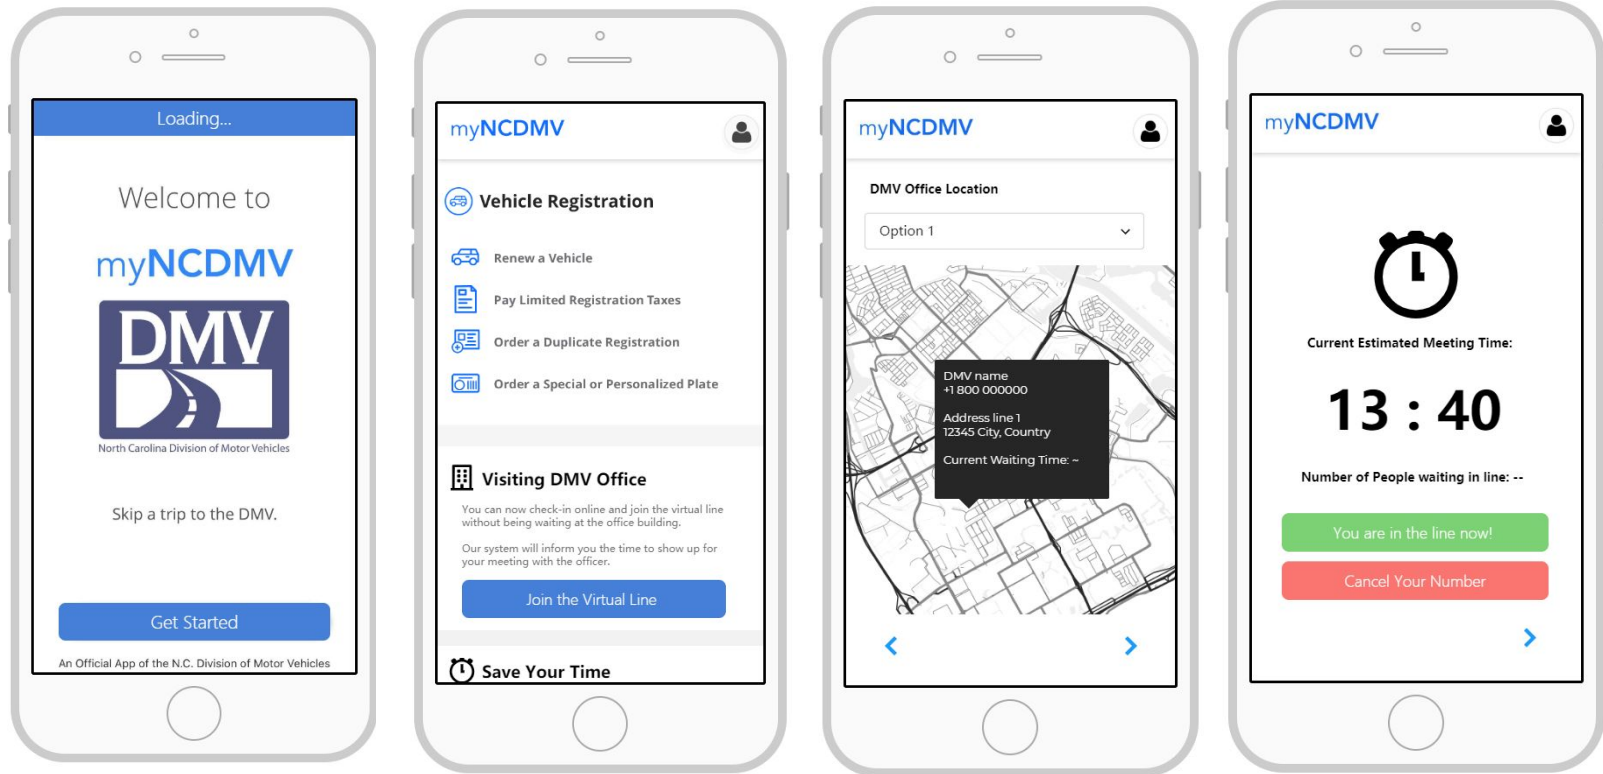 Loading...
Welcome to
myNCDMV
DMV
North Carolina Division of Motor Vehicles
Skip a trip to the DMV.
Get Started
An Official App of the N.C. Division of Motor Vehicles
myNCDMV
Vehicle Registration
Renew a Vehicle
Pay Limited Registration Taxes
Order a Duplicate Registration
Order a Special or Personalized Plate
Visiting DMV Office
You can now check-in online and join the virtual line
without being waiting at the office building.
Our system will inform you the time to show up for
your meeting with the officer.
Join the Virtual Line
Save Your Time
myNCDMV
DMV Office Location
Option 1
DMV name
+1 800 000000
Address line 1
12345 City, Country
Current Waiting Time: ~
myNCDMV
Current Estimated Meeting Time:
13 : 40
Number of People waiting in line: --
You are in the line now!
Cancel Your Number